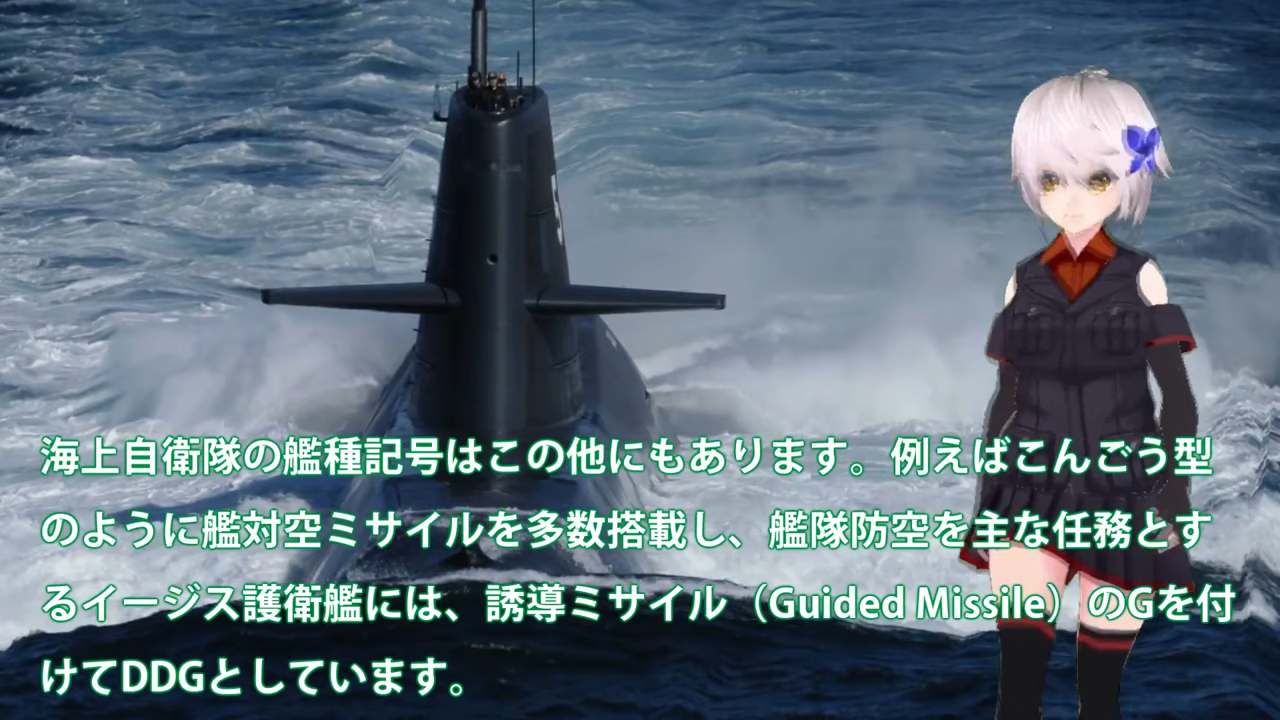 海上自衛隊の艦種記号はこの他にもあります。例えばこんごう型
のように艦対空ミサイルを多数搭載し、艦隊防空を主な任務とす
るイージス護衛艦には、誘導ミサイル（Guided Missile）のGを付
けてDDGとしています。